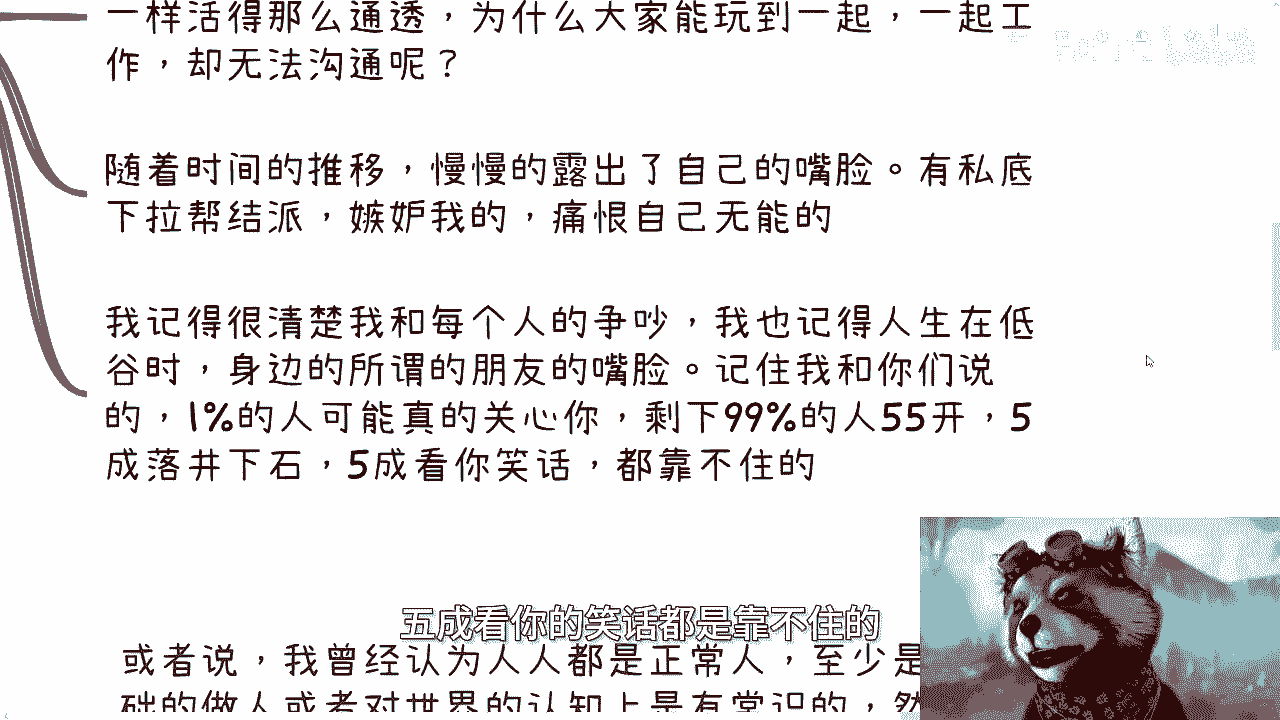 一样活得那么通透，为什么大家能玩到一起，一起工
作，却无法沟通呢？
随着时间的推移，慢慢的露出了自己的嘴脸。有私底
下拉帮结派，嫉妒我的，痛恨自己无能的
我记得很清楚我和每个人的争吵，我也记得人生在低
谷时，身边的所谓的朋友的嘴脸。记住我和你们说
的，1%的人可能真的关心你，剩下99%的人55开，5
成落井下石，5成看你笑话，都靠不住的
五成看你的笑话都是靠不住的
或者说，我曾经认为人人都是正常人，至少是
础的做人或者对世界的认知上是有常识的，然